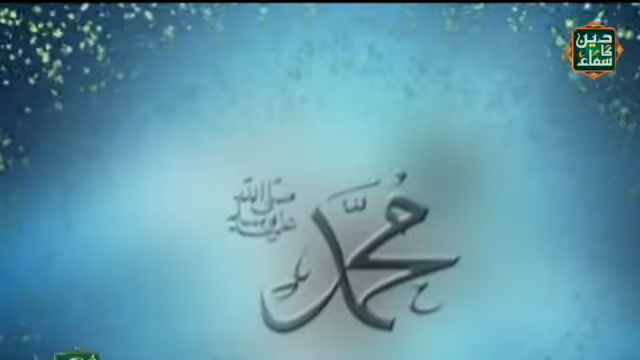 دین
کا
سماء
صلى الله
عليه وسلم
محمد